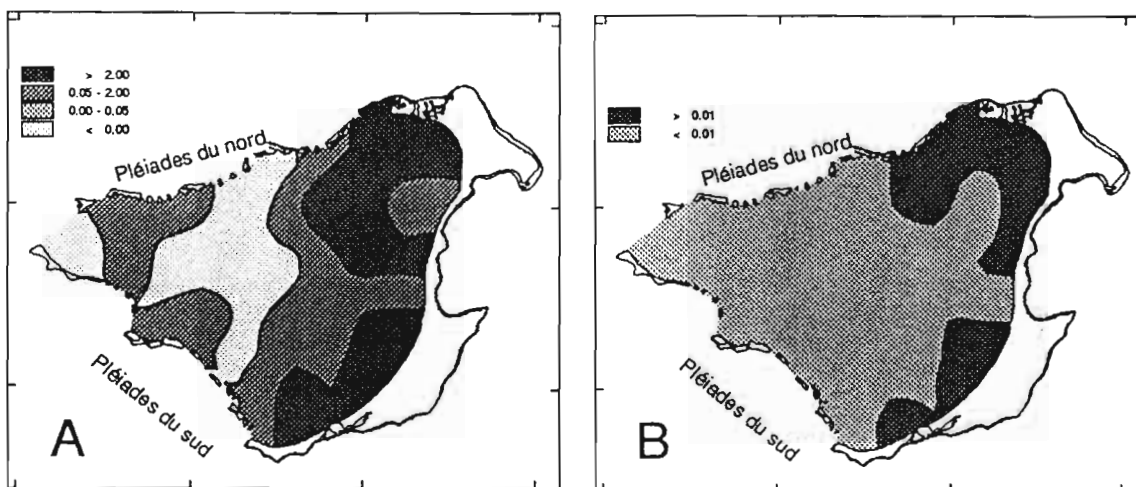 > 2.00
0.05 - 2.00
0.00 - 0.05
< 0.00
Pléiades du nord
Pléiades du sud
A
> 0.01
< 0.01
Pléiades du nord
Pléiades du sud
B